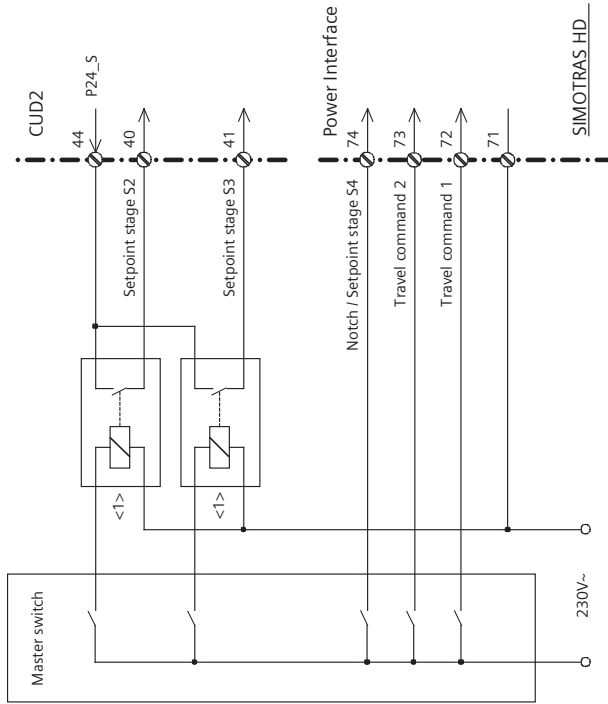 CUD2
44
P24_S
40
Setpoint stage S2
41
Setpoint stage S3
<1>
<1>
Power Interface
74
Notch / Setpoint stage S4
73
Travel command 2
72
Travel command 1
71
SIMOTRAS HD
Master switch
230V~